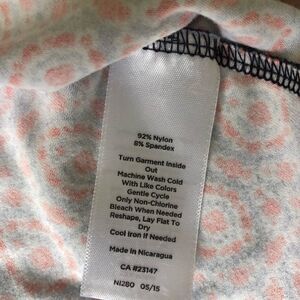 92% Nylon
8% Spandex
Turn Garment Inside
Out
Machine Wash Cold
With Like Colors
Gentle Cycle
Only Non-Chlorine
Bleach When Needed
Reshape, Lay Flat To
Dry
Cool Iron If Needed
Made In Nicaragua
CA #23147
NI280 05/15